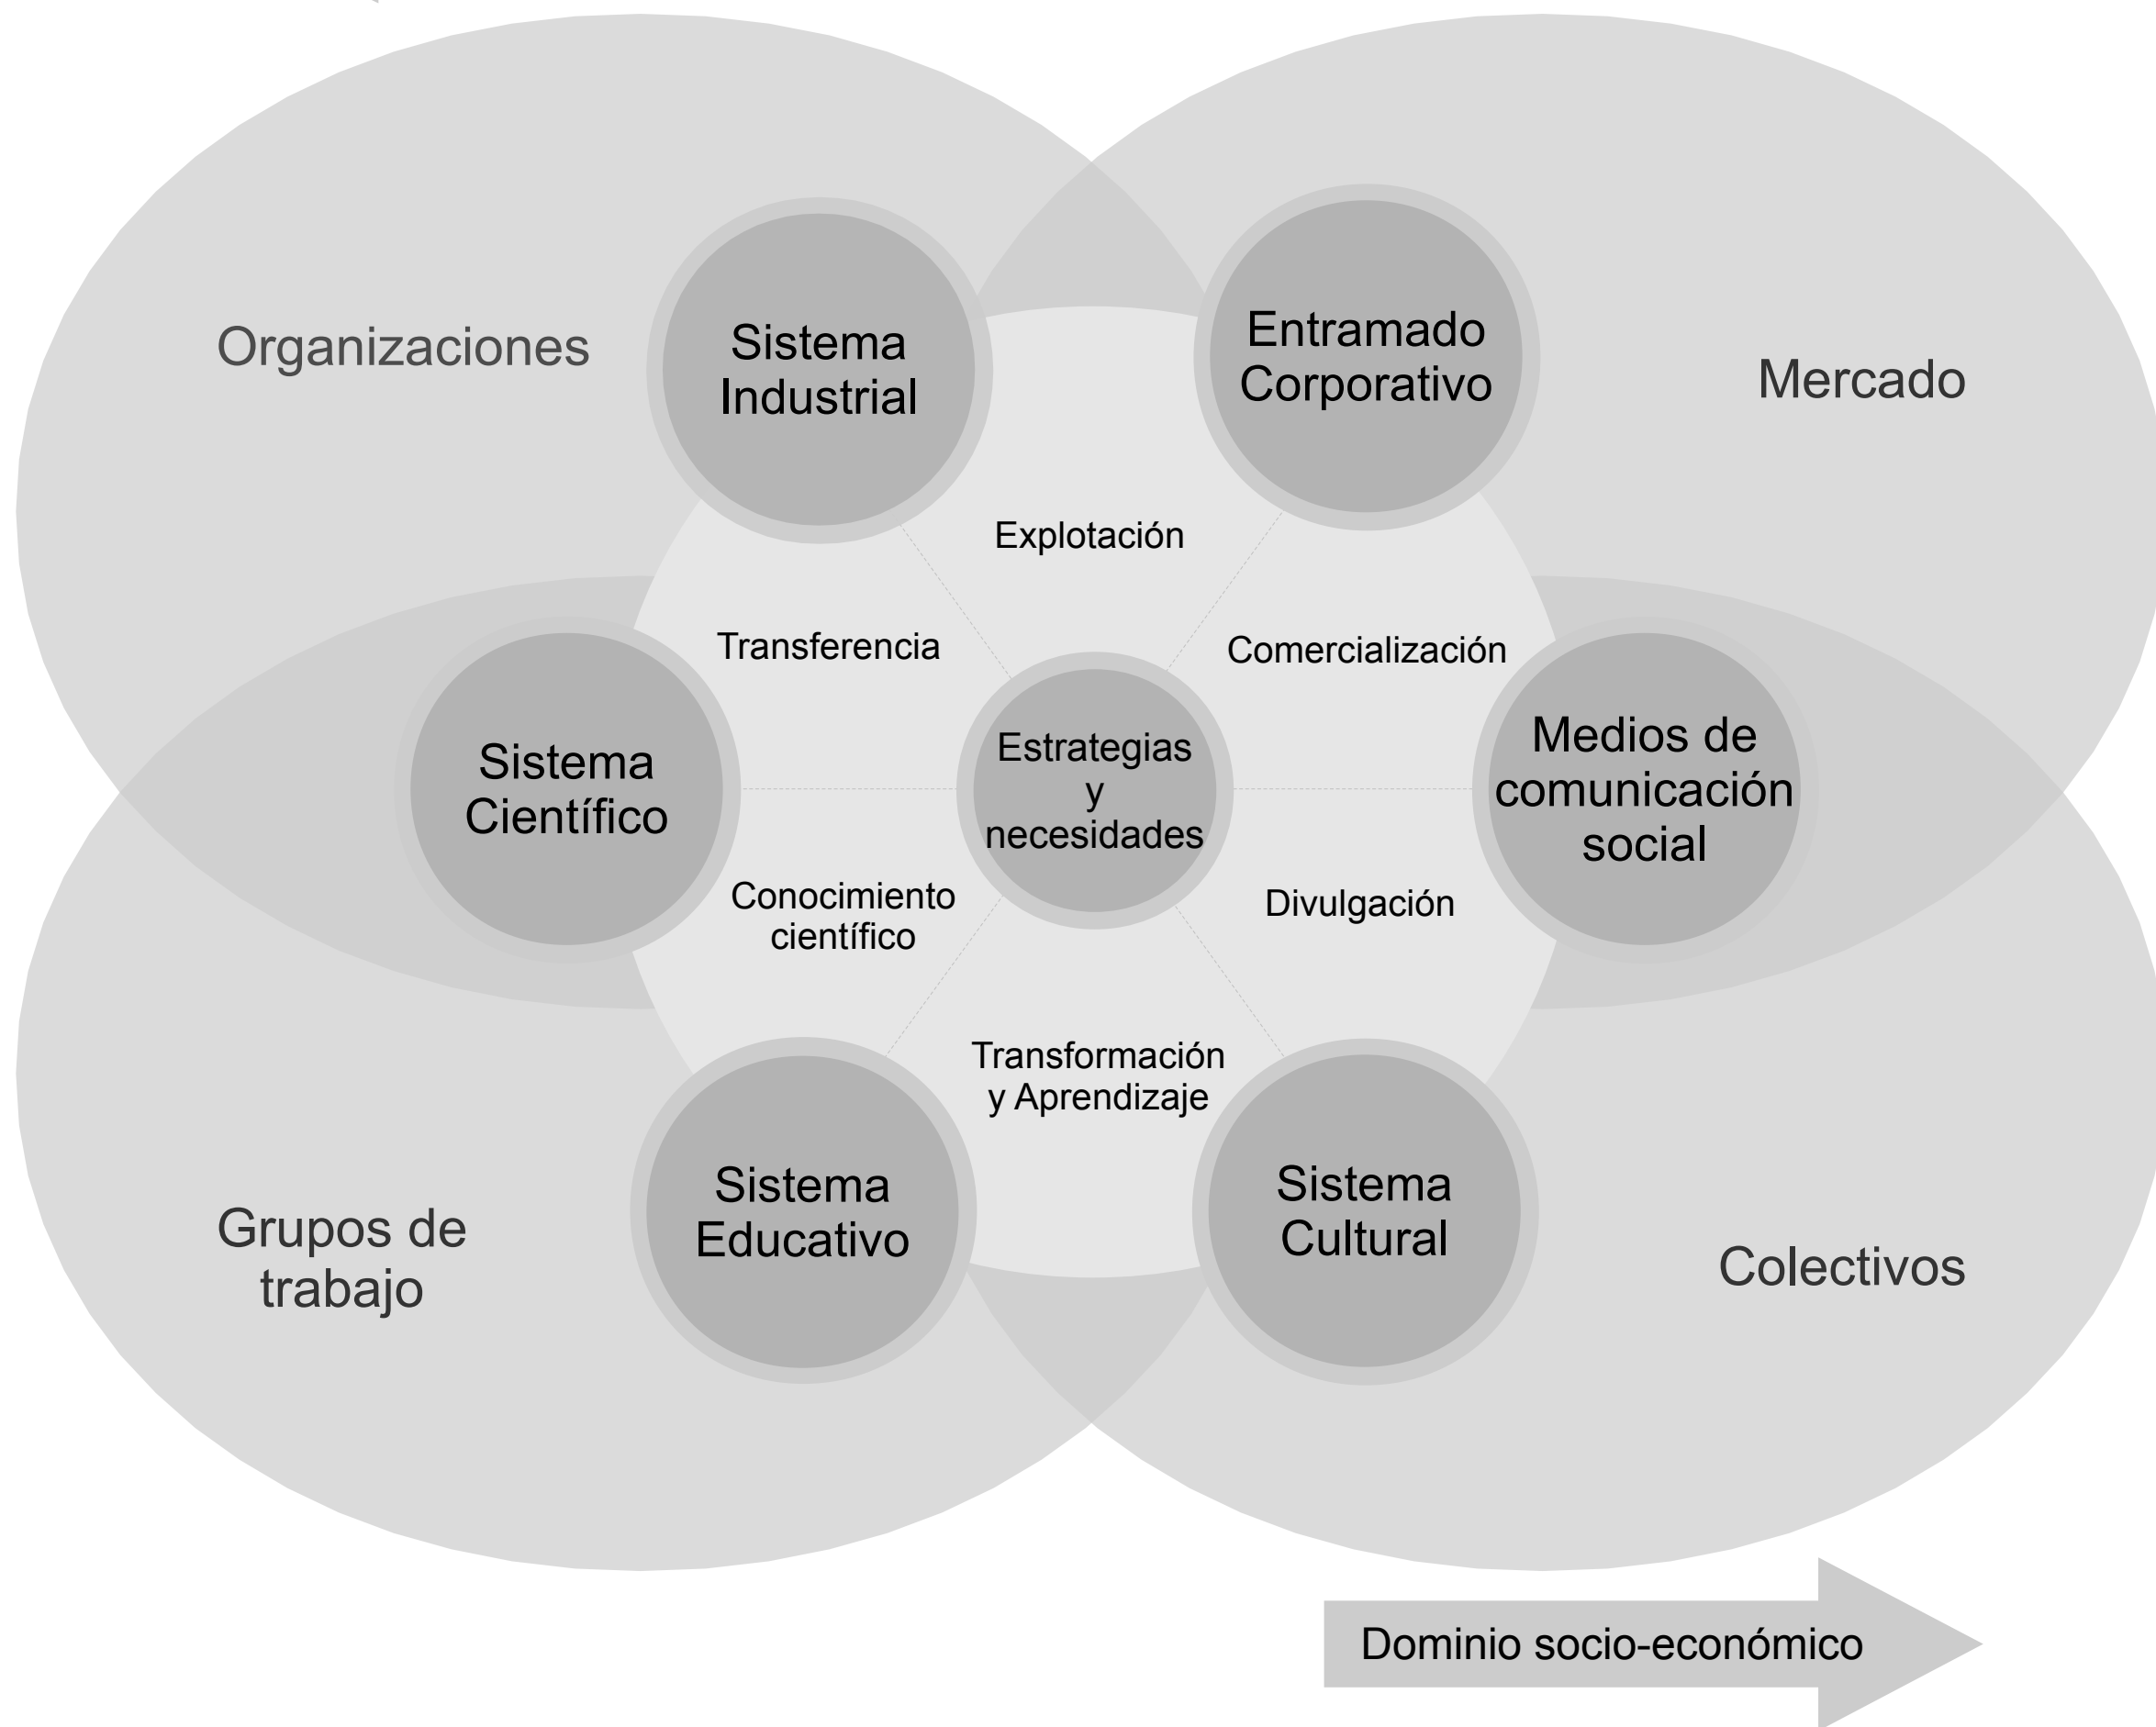 Organizaciones
Sistema
Industrial
Entramado
Corporativo
Mercado
Explotación
Transferencia
Comercialización
Sistema
Científico
Estrategias
y
necesidades
Medios de
comunicación
social
Conocimiento
científico
Divulgación
Transformación
y Aprendizaje
Sistema
Educativo
Sistema
Cultural
Grupos de
trabajo
Colectivos
Dominio socio-económico